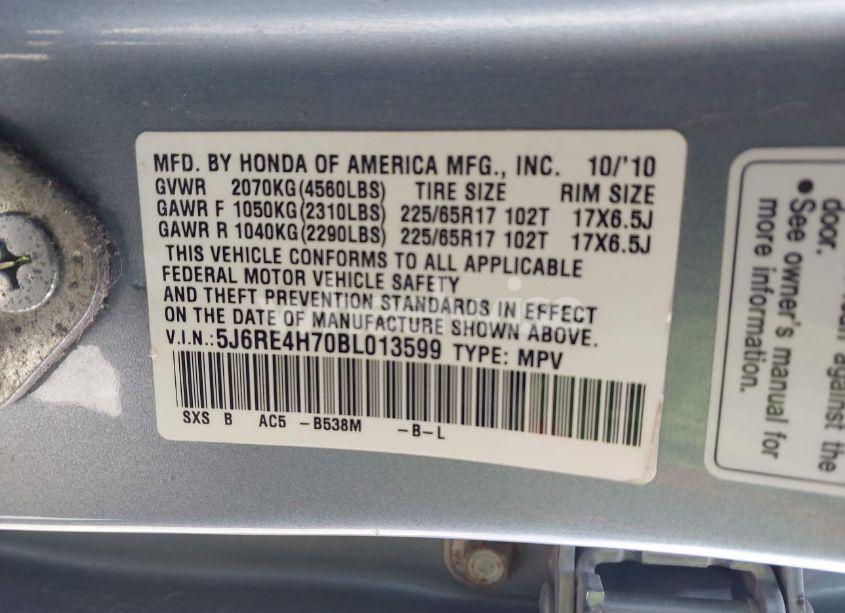 MFD. BY HONDA OF AMERICA MFG., INC. 10/'10
GVWR 2070KG(4560LBS) TIRE SIZE RIM SIZE
GAWR F 1050KG(2310LBS) 225/65R17 102T 17X6.5J
GAWR R 1040KG(2290LBS) 225/65R17 102T 17X6.5J
THIS VEHICLE CONFORMS TO ALL APPLICABLE
FEDERAL MOTOR VEHICLE SAFETY
AND THEFT PREVENTION STANDARDS IN EFFECT
ON THE DATE OF MANUFACTURE SHOWN ABOVE.
V.I.N.:5J6RE4H70BL013599 TYPE: MPV
SXS B AC5 -B538M -B-L
against the
door.
• See owner's manual for
more information.